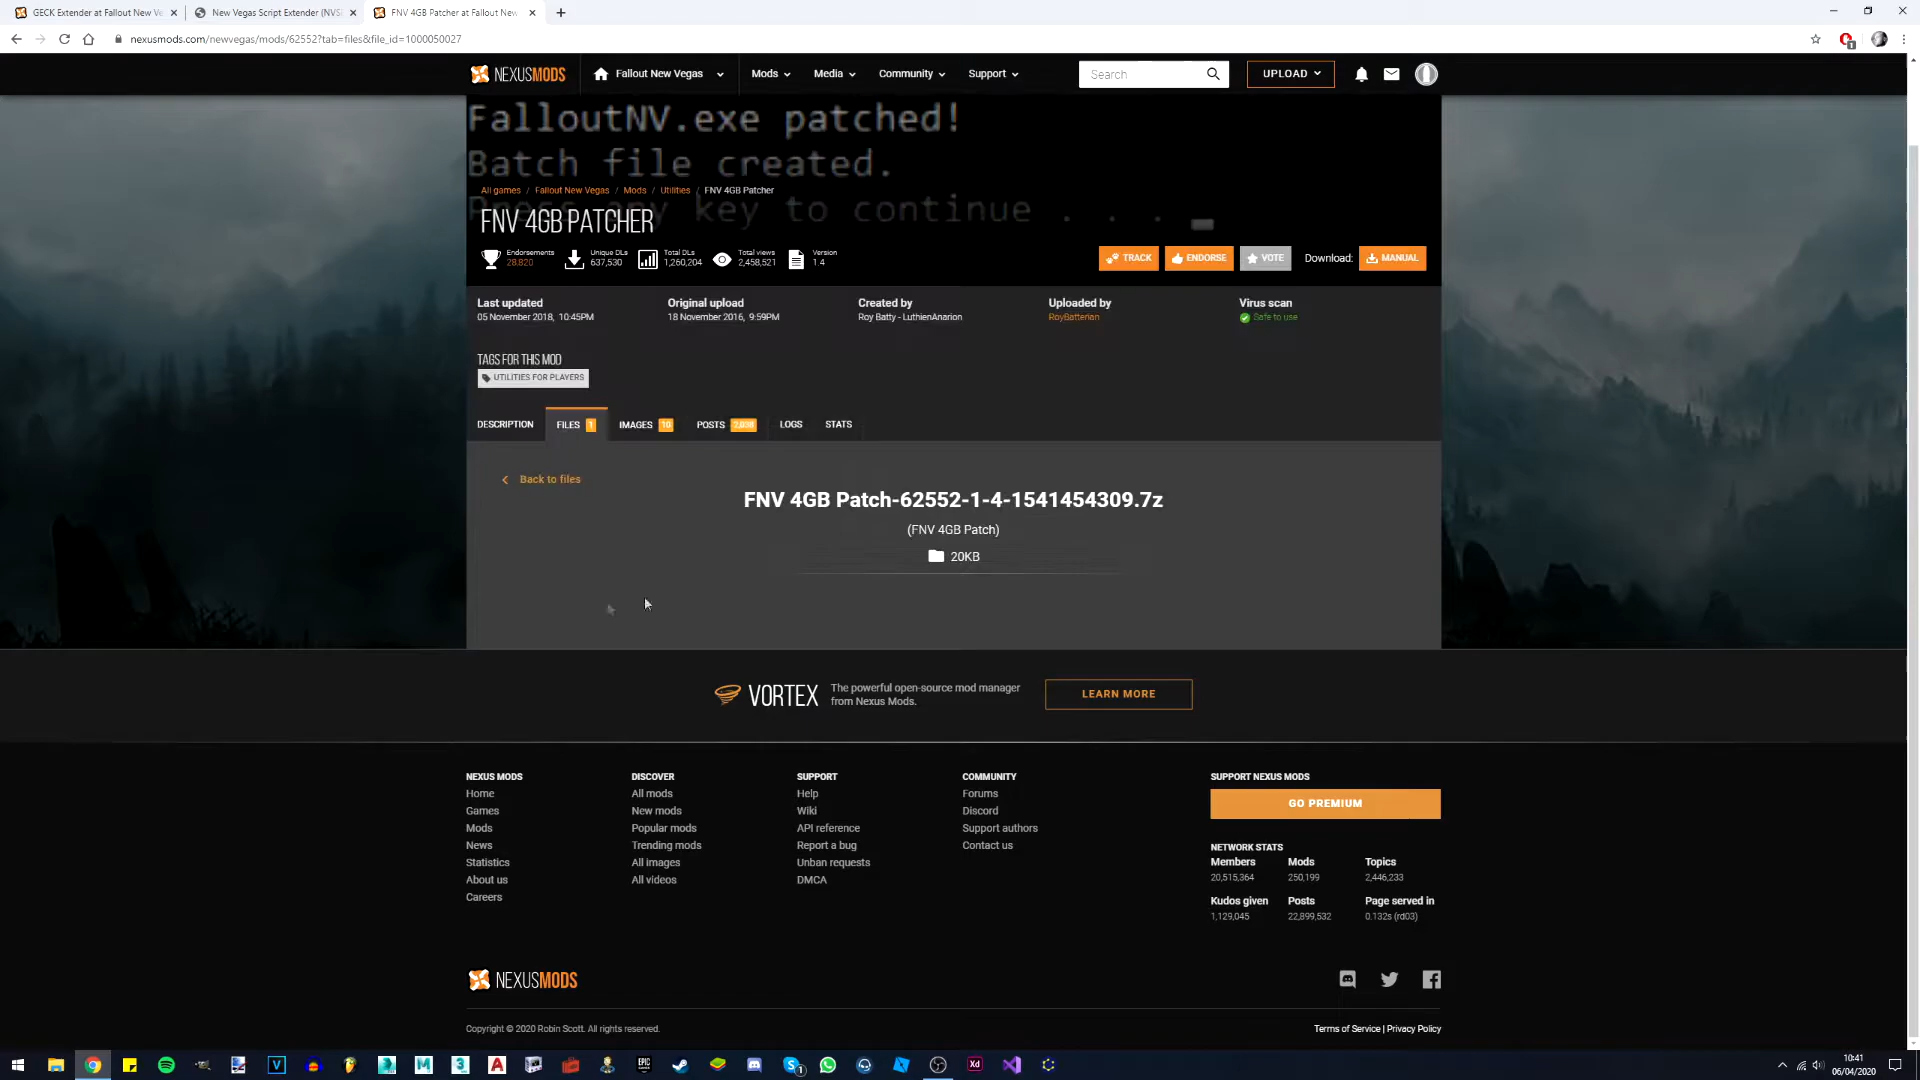 GECK Extender at Fallout New Ve
New Vegas Script Extender (NVSE
FNV 4GB Patcher at Fallout New
nexusmods.com/newvegas/mods/62552?tab=files&file_id=1000050027
NEXUSMODS
Fallout New Vegas
Mods
Media
Community
Support
Search
UPLOAD
FalloutNV.exe patched!
Batch file created.
Press any key to continue . . .
All games / Fallout New Vegas / Mods / Utilities / FNV 4GB Patcher
FNV 4GB PATCHER
Endorsements
28,820
Unique DLs
637,530
Total DLs
1,260,204
Total views
2,458,521
Version
1.4
TRACK
ENDORSE
VOTE
Download:
MANUAL
Last updated
05 November 2018, 10:45PM
Original upload
18 November 2016, 9:59PM
Created by
Roy Batty - LuthienAnarion
Uploaded by
RoyBatterian
Virus scan
Safe to use
TAGS FOR THIS MOD
UTILITIES FOR PLAYERS
DESCRIPTION
FILES 1
IMAGES 10
POSTS
LOGS
STATS
Back to files
FNV 4GB Patch-62552-1-4-1541454309.7z
(FNV 4GB Patch)
20KB
VORTEX
The powerful open-source mod manager
from Nexus Mods.
LEARN MORE
NEXUS MODS
Home
Games
Mods
News
Statistics
About us
Careers
DISCOVER
All mods
New mods
Popular mods
Trending mods
All images
All videos
SUPPORT
Help
Wiki
API reference
Report a bug
Unban requests
DMCA
COMMUNITY
Forums
Discord
Support authors
Contact us
SUPPORT NEXUS MODS
GO PREMIUM
NETWORK STATS
Members
20,515,364
Mods
250,199
Topics
2,446,233
Kudos given
1,129,045
Posts
22,899,532
Page served in
0.132s (rd03)
NEXUSMODS
Copyright © 2020 Robin Scott. All rights reserved.
Terms of Service | Privacy Policy
10:41
06/04/2020